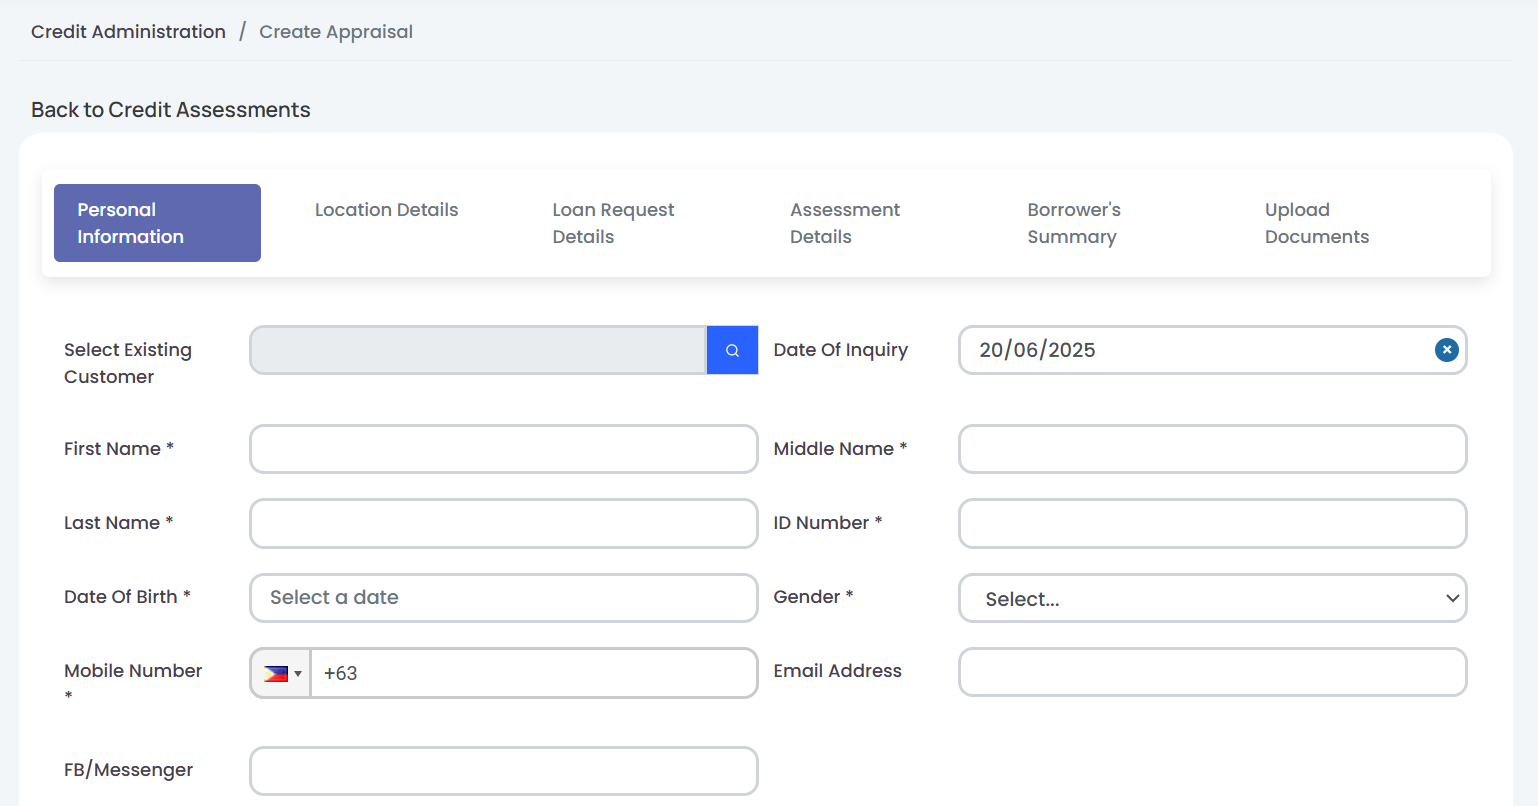 Credit Administration / Create Appraisal
Back to Credit Assessments
Personal
Information
Location Details
Loan Request
Details
Assessment
Details
Borrower's
Summary
Upload
Documents
Select Existing
Customer
Date Of Inquiry
20/06/2025
First Name *
Middle Name *
Last Name *
ID Number *
Date Of Birth *
Select a date
Gender *
Select...
Mobile Number
*
+63
Email Address
FB/Messenger